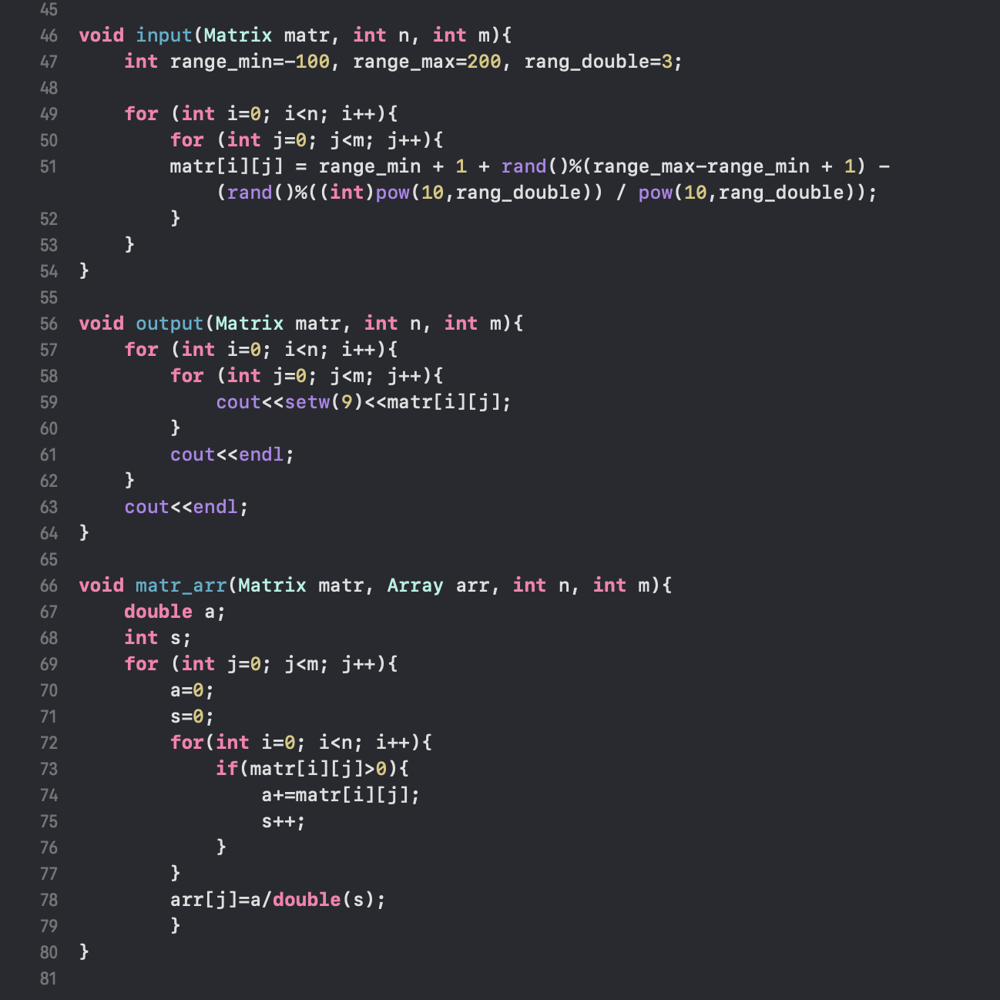 45
46 void input(Matrix matr, int n, int m){
47     int range_min=-100, range_max=200, rang_double=3;
48
49     for (int i=0; i<n; i++){
50         for (int j=0; j<m; j++){
51         matr[i][j] = range_min + 1 + rand()%(range_max-range_min + 1) -
            (rand()%((int)pow(10,rang_double)) / pow(10,rang_double));
52         }
53     }
54 }
55
56 void output(Matrix matr, int n, int m){
57     for (int i=0; i<n; i++){
58         for (int j=0; j<m; j++){
59             cout<<setw(9)<<matr[i][j];
60         }
61         cout<<endl;
62     }
63     cout<<endl;
64 }
65
66 void matr_arr(Matrix matr, Array arr, int n, int m){
67     double a;
68     int s;
69     for (int j=0; j<m; j++){
70         a=0;
71         s=0;
72         for(int i=0; i<n; i++){
73             if(matr[i][j]>0){
74                 a+=matr[i][j];
75                 s++;
76             }
77         }
78         arr[j]=a/double(s);
79         }
80 }
81